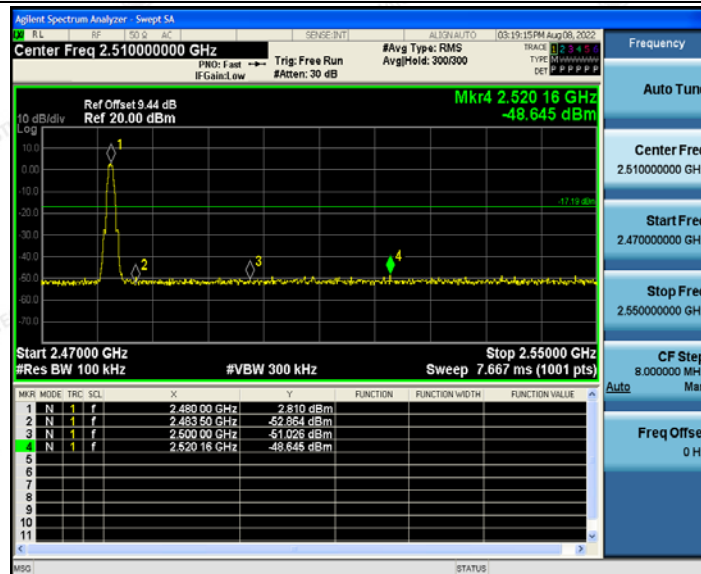 Agilent Spectrum Analyzer - Swept SA
RL RF 50 Ω AC SENSE:INT ALIGN AUTO 03:19:15 PM Aug 08, 2022
Center Freq 2.510000000 GHz
PNO: Fast
IFGain:Low
Trig: Free Run
#Atten: 30 dB
#Avg Type: RMS
Avg|Hold: 300/300
TRACE 1 2 3 4 5 6
TYPE M
DET P P P P P P
Ref Offset 9.44 dB
Ref 20.00 dBm
Mkr4 2.520 16 GHz
-48.645 dBm
10 dB/div
Log
10.0
0.00
-10.0
-20.0
-30.0
-40.0
-50.0
-60.0
-70.0
1
2
3
4
-17.19 dBm
Start 2.47000 GHz
Stop 2.55000 GHz
#Res BW 100 kHz
#VBW 300 kHz
Sweep 7.667 ms (1001 pts)
MKR MODE TRC SCL X Y FUNCTION FUNCTION WIDTH FUNCTION VALUE
1 N 1 f 2.480 00 GHz 2.810 dBm
2 N 1 f 2.483 50 GHz -52.864 dBm
3 N 1 f 2.500 00 GHz -51.026 dBm
4 N 1 f 2.520 16 GHz -48.645 dBm
5
6
7
8
9
10
11
MSG
STATUS
Frequency
Auto Tun
Center Fre
2.510000000 GH
Start Fre
2.470000000 GH
Stop Fre
2.550000000 GH
CF Step
8.000000 MH
Auto Ma
Freq Offse
0 H